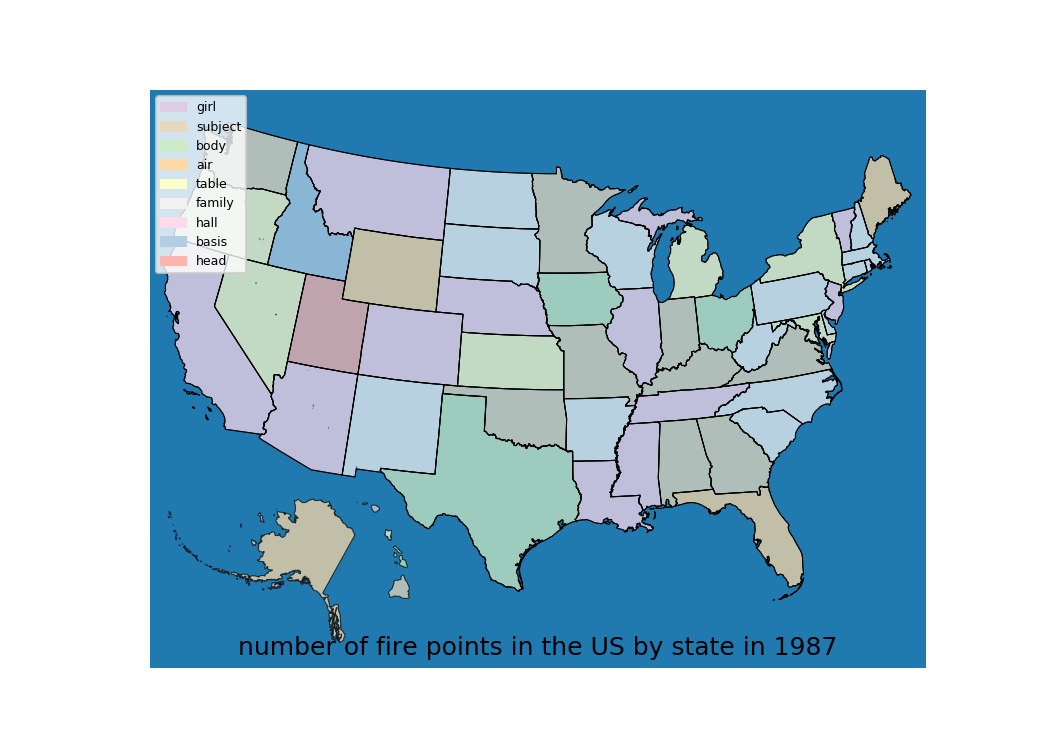 girl
subject
body
air
table
family
hall
basis
head
number of fire points in the US by state in 1987